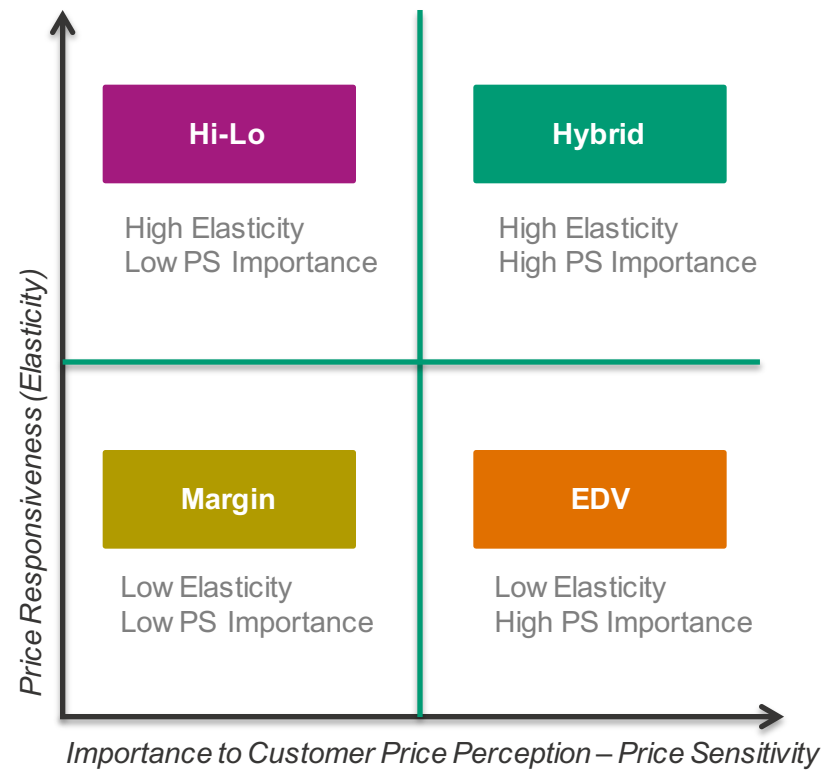 Hi-Lo
Hybrid
High Elasticity
Low PS Importance
High Elasticity
High PS Importance
Price Responsiveness (Elasticity)
Margin
EDV
Low Elasticity
Low PS Importance
Low Elasticity
High PS Importance
Importance to Customer Price Perception – Price Sensitivity